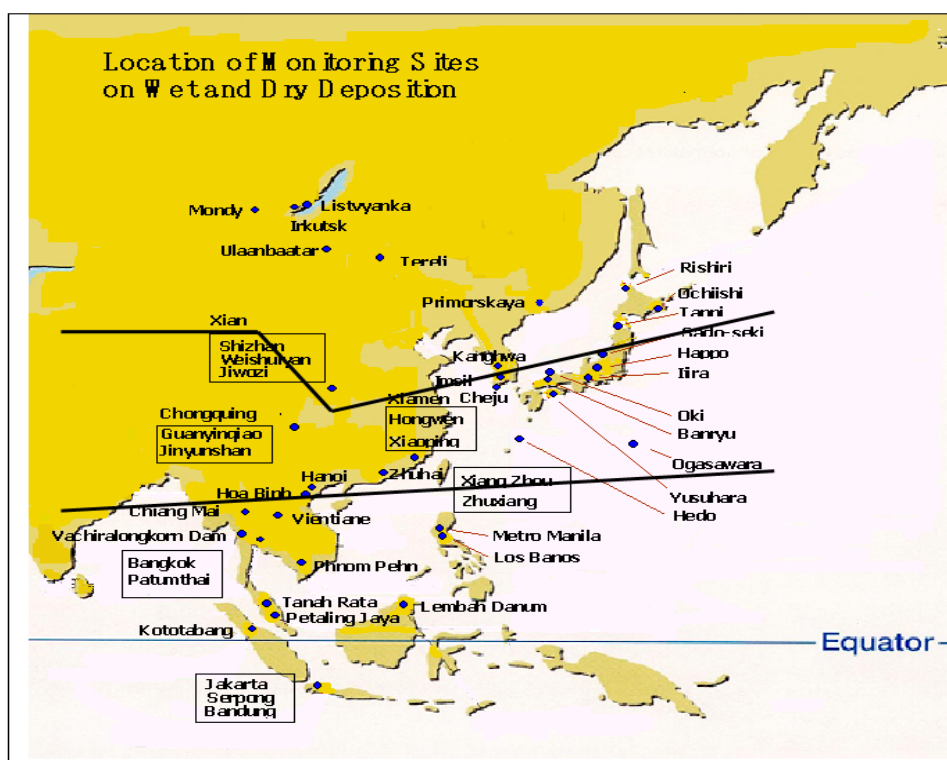 Location of Monitoring Sites
on Wet and Dry Deposition
Mondy
Listvyanka
Irkutsk
Ulaanbaatar
Terelj
Rishiri
Ochiishi
Tappi
Sado-seki
Happo
Ijira
Oki
Banryu
Ogasawara
Yusuhara
Hedo
Primorskaya
Xian
Shizhan
Weishuiyan
Jiwozi
Kanghwa
Imsil
Cheju
Xiamen
Hongwen
Xiaoping
Chongquing
Guanyinqiao
Jinyunshan
Hanoi
Hoa Binh
Zhuhai
Xiang Zhou
Zhuxiang
Chiang Mai
Vientiane
Vachiralongkorn Dam
Metro Manila
Los Banos
Bangkok
Patumthai
Phnom Pehn
Tanah Rata
Petaling Jaya
Lembah Danum
Kototabang
Equator
Jakarta
Serpong
Bandung